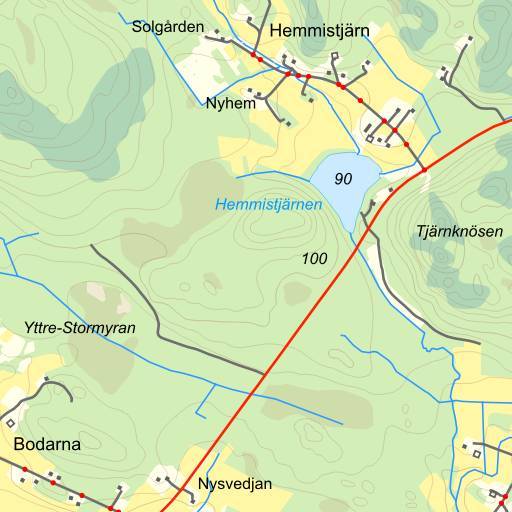 Solgården
Hemmistjärn
Nyhem
90
Hemmistjärnen
Tjärnknösen
100
Yttre-Stormyran
Bodarna
Nysvedjan